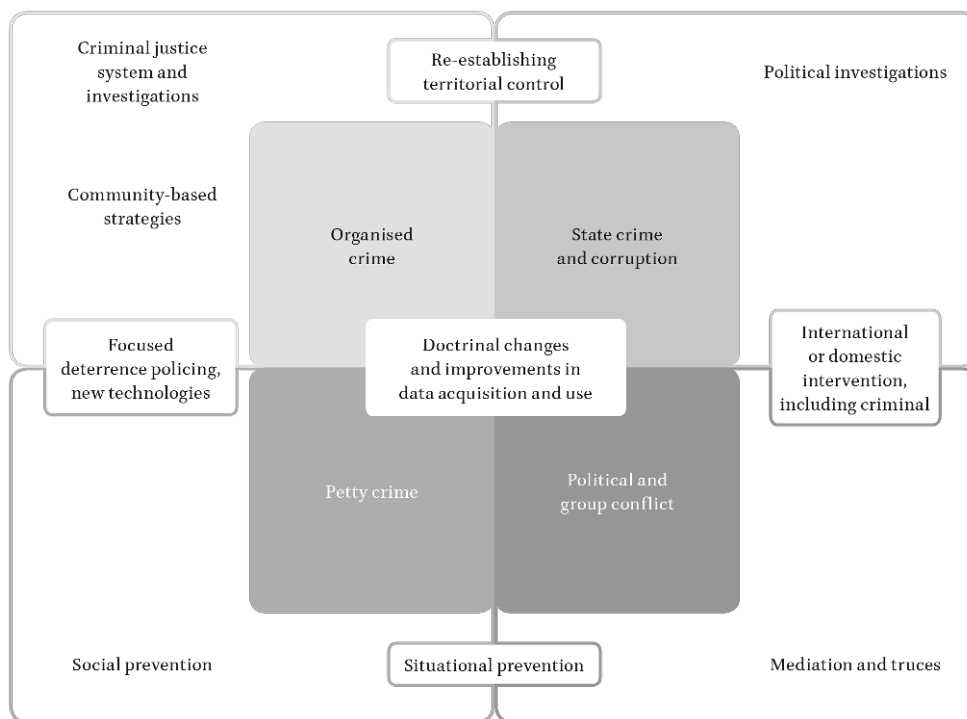 Criminal justice
system and
investigations
Re-establishing
territorial control
Political investigations
Community-based
strategies
Organised
crime
State crime
and corruption
Focused
deterrence policing,
new technologies
Doctrinal changes
and improvements in
data acquisition and use
International
or domestic
intervention,
including criminal
Petty crime
Political and
group conflict
Social prevention
Situational prevention
Mediation and truces